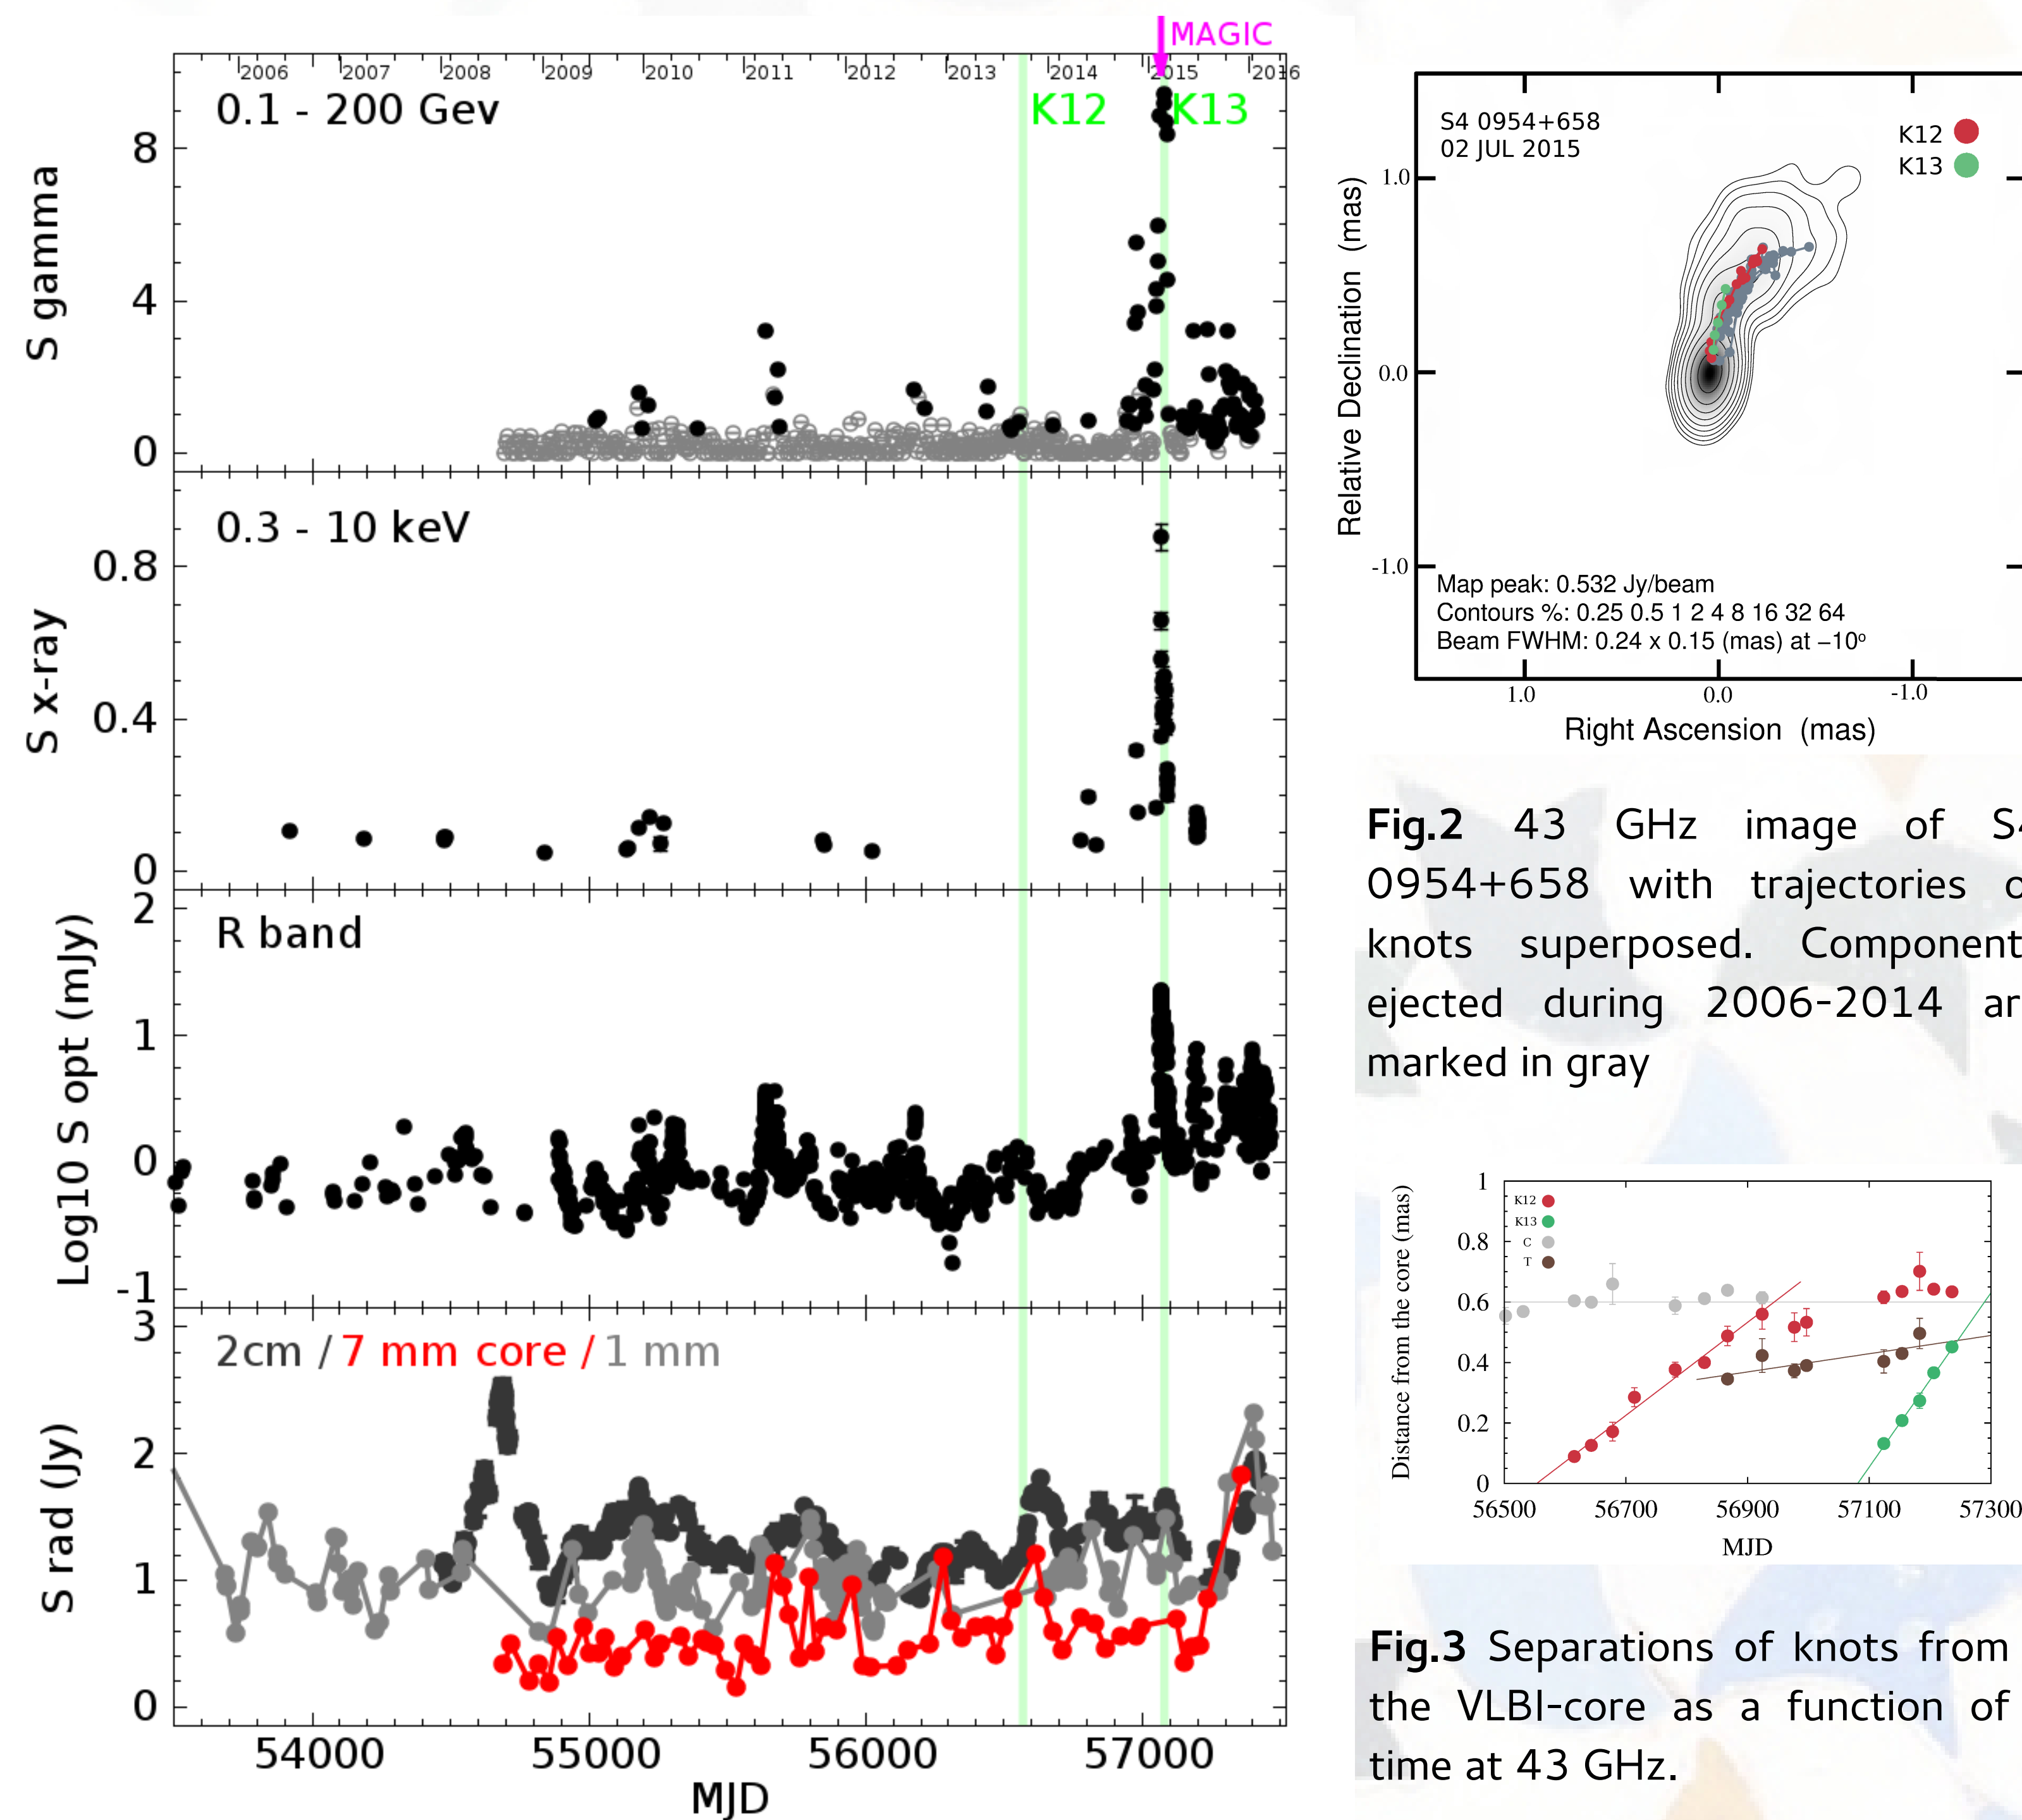 MAGIC
2006 2007 2008 2009 2010 2011 2012 2013 2014 2015 2016
0.1 - 200 Gev
K12 K13
S gamma
8
4
0
0.3 - 10 keV
S x-ray
0.8
0.4
0
R band
Log10 S opt (mJy)
2
1
0
-1
2cm / 7 mm core / 1 mm
S rad (Jy)
3
2
1
0
54000 55000 56000 57000
MJD
S4 0954+658
02 JUL 2015
K12
K13
Relative Declination (mas)
1.0
0.0
-1.0
Map peak: 0.532 Jy/beam
Contours %: 0.25 0.5 1 2 4 8 16 32 64
Beam FWHM: 0.24 x 0.15 (mas) at −10º
1.0 0.0 -1.0
Right Ascension (mas)
Fig.2 43 GHz image of S4
0954+658 with trajectories
knots superposed. Component
ejected during 2006-2014
marked in gray
K12
K13
C
T
Distance from the core (mas)
1
0.8
0.6
0.4
0.2
0
56500 56700 56900 57100 57300
MJD
Fig.3 Separations of knots from
the VLBI-core as a function of
time at 43 GHz.